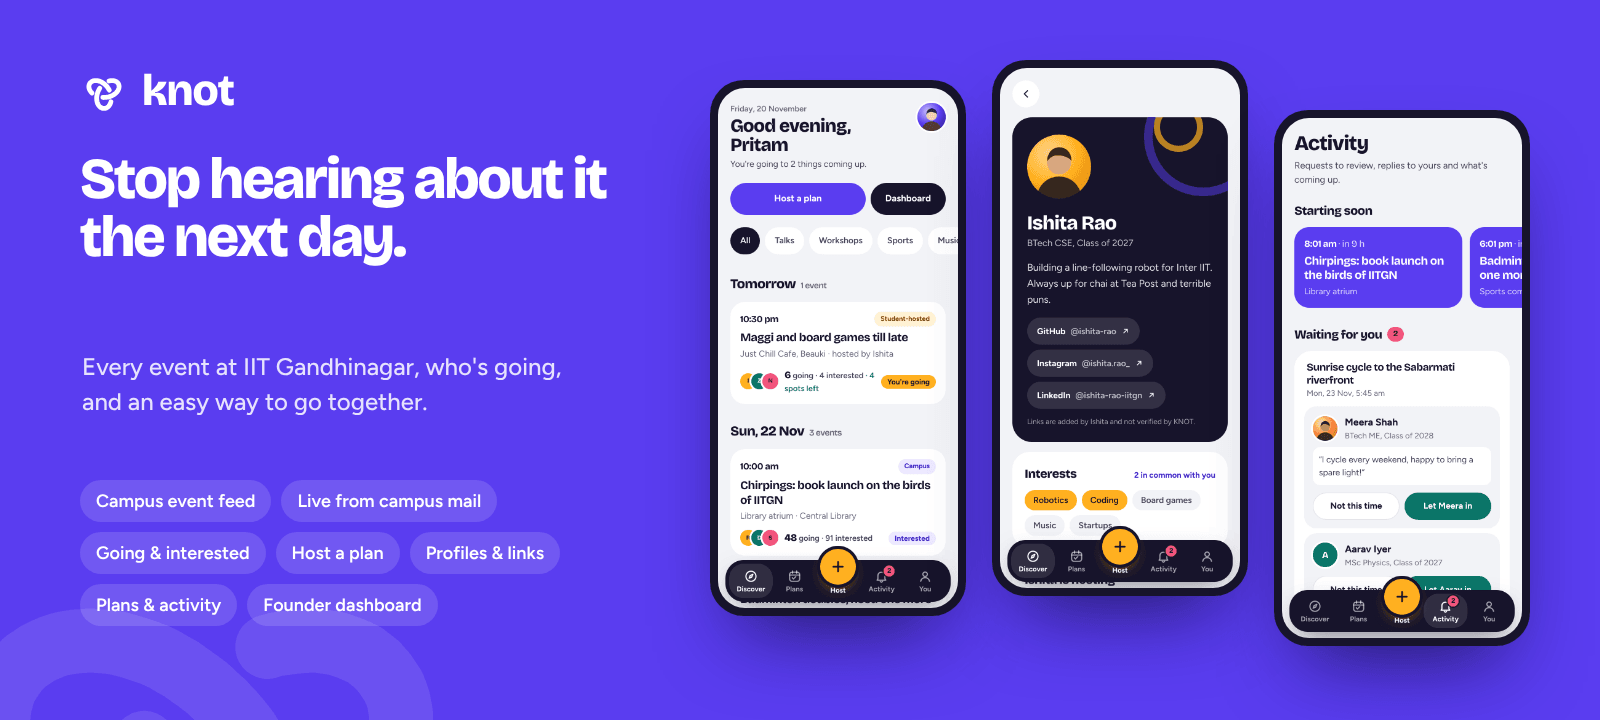 knot
Stop hearing about it
the next day.
Every event at IIT Gandhinagar, who's going,
and an easy way to go together.
Campus event feed
Live from campus mail
Going & interested
Host a plan
Profiles & links
Plans & activity
Founder dashboard
Friday, 20 November
Good evening,
Pritam
You're going to 2 things coming up.
Host a plan
Dashboard
All
Talks
Workshops
Sports
Music
Tomorrow 1 event
10:30 pm
Student-hosted
Maggi and board games till late
Just Chill Cafe, Beauki · hosted by Ishita
6 going · 4 interested · 4
spots left
You're going
Sun, 22 Nov 3 events
10:00 am
Campus
Chirpings: book launch on the birds
of IITGN
Library atrium · Central Library
48 going · 91 interested
Interested
Discover
Plans
Host
2
Activity
You
Ishita Rao
BTech CSE, Class of 2027
Building a line-following robot for Inter IIT.
Always up for chai at Tea Post and terrible
puns.
GitHub @ishita-rao ↗
Instagram @ishita.rao_ ↗
LinkedIn @ishita-rao-iitgn ↗
Links are added by Ishita and not verified by KNOT.
Interests
2 in common with you
Robotics
Coding
Board games
Music
Startups
Discover
Plans
Host
2
Activity
You
Activity
Requests to review, replies to yours and what's
coming up.
Starting soon
8:01 am · in 9 h
Chirpings: book launch on
the birds of IITGN
Library atrium
6:01 pm
Badmin
one mor
Sports com
Waiting for you 2
Sunrise cycle to the Sabarmati
riverfront
Mon, 23 Nov, 5:45 am
Meera Shah
BTech ME, Class of 2028
"I cycle every weekend, happy to bring a
spare light!"
Not this time
Let Meera in
A
Aarav Iyer
MSc Physics, Class of 2027
Discover
Plans
Host
2
Activity
You